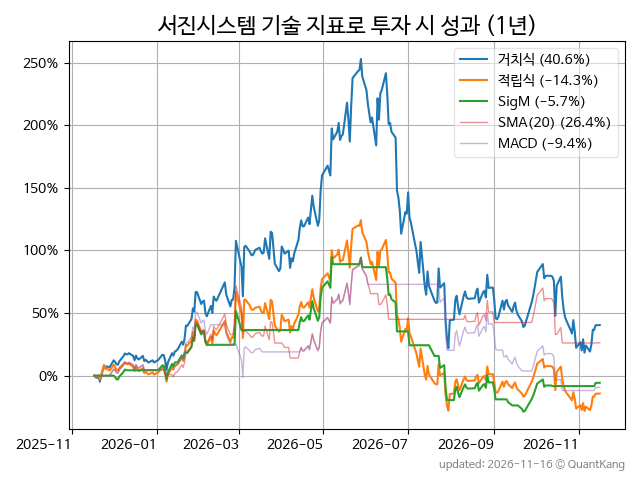 서진시스템 기술 지표로 투자 시 성과 (1년)
거치식 (40.6%)
적립식 (−14.3%)
SigM (−5.7%)
SMA(20) (26.4%)
MACD (−9.4%)
250%
200%
150%
100%
50%
0%
2025-11
2026-01
2026-03
2026-05
2026-07
2026-09
2026-11
updated: 2026-11-16 © QuantKang